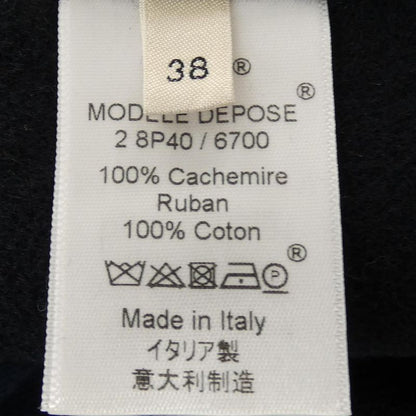 38 ®
®
MODELE DEPOSE
2 8P40 / 6700
100% Cachemire
Ruban
100% Coton
®
P
Made in Italy
イタリア製
意大利制造